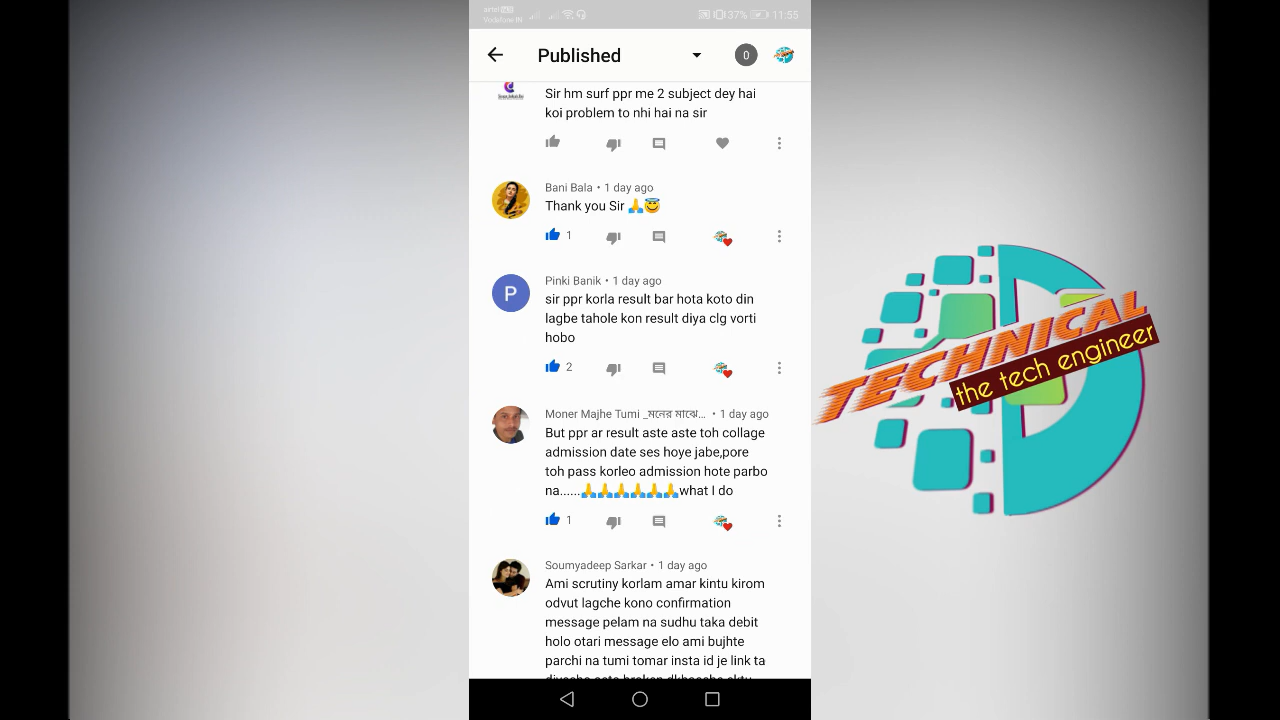 airtel
Vodafone IN
37%
11:55
Published
0
Sir hm surf ppr me 2 subject dey hai
koi problem to nhi hai na sir
Bani Bala • 1 day ago
Thank you Sir 🙏😇
1
Pinki Banik • 1 day ago
P
sir ppr korla result bar hota koto din
lagbe tahole kon result diya clg vorti
hobo
2
Moner Majhe Tumi _মনের মাঝে... • 1 day ago
But ppr ar result aste aste toh collage
admission date ses hoye jabe,pore
toh pass korleo admission hote parbo
na......🙏🙏🙏🙏🙏🙏what I do
1
Soumyadeep Sarkar • 1 day ago
Ami scrutiny korlam amar kintu kirom
odvut lagche kono confirmation
message pelam na sudhu taka debit
holo otari message elo ami bujhte
parchi na tumi tomar insta id je link ta
TECHNICAL
the tech engineer